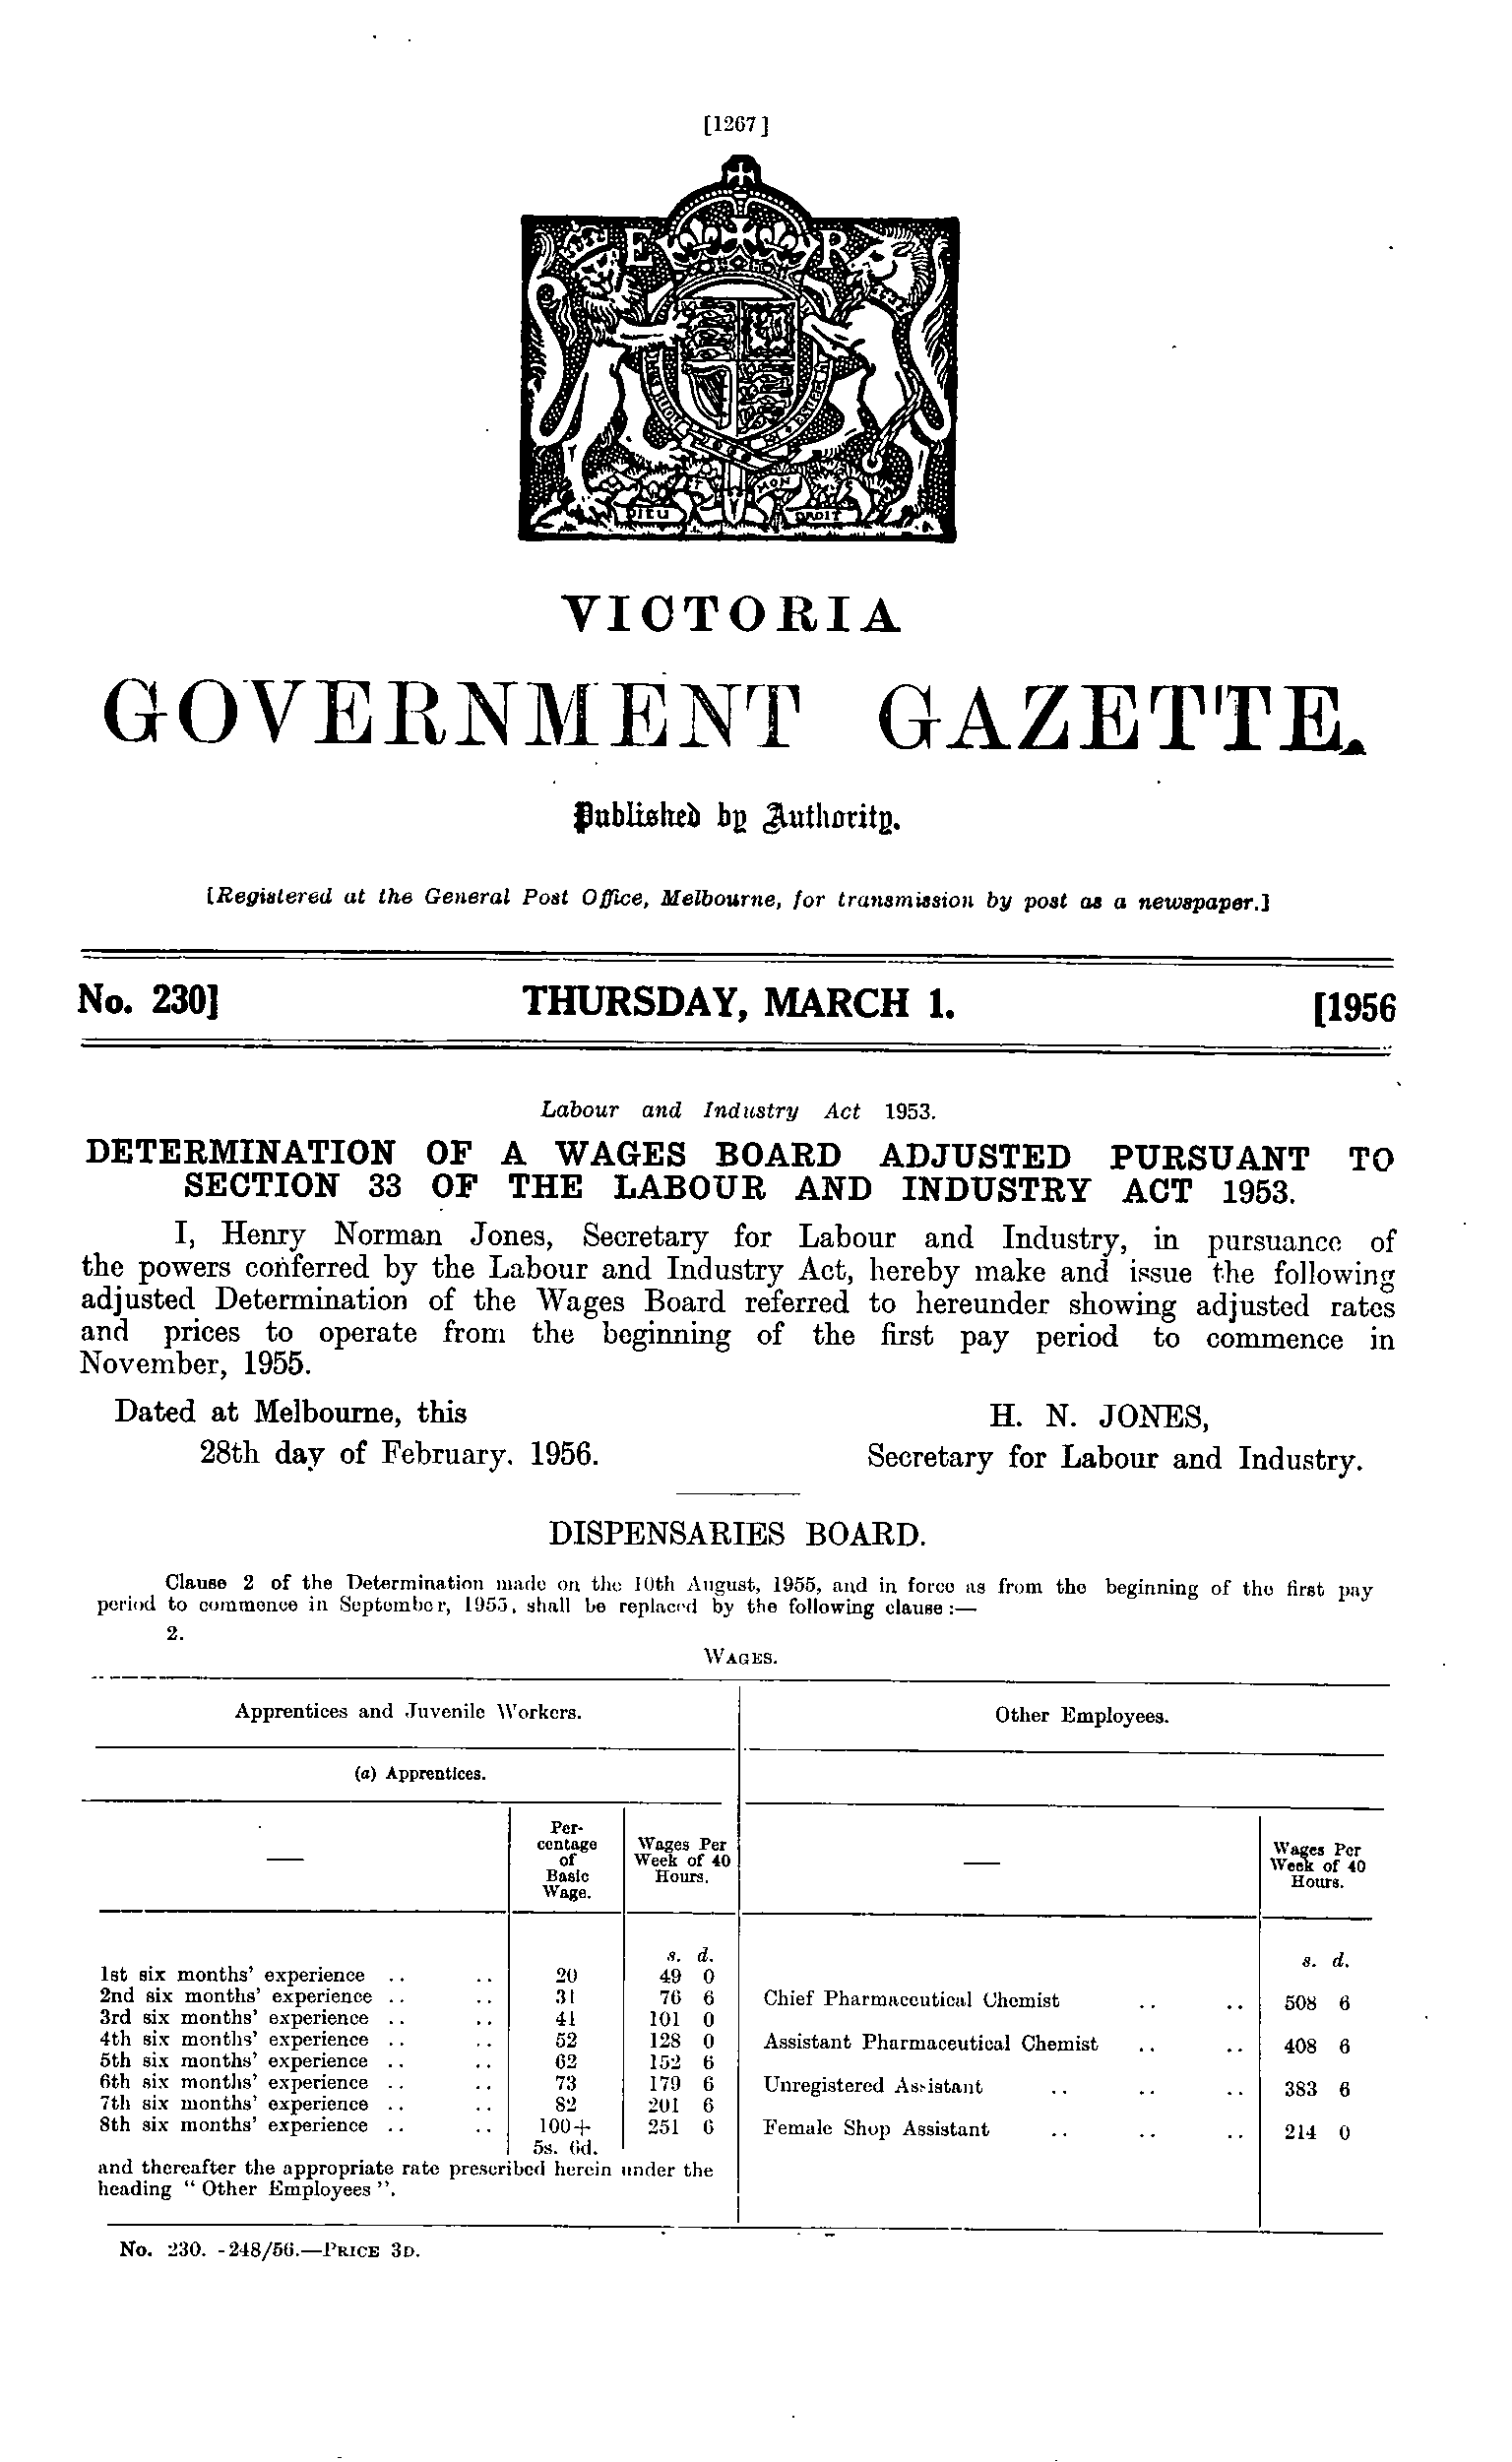 [1267]
E R
DIEU MON DROIT
VICTORIA
GOVERNMENT GAZETTE.
Published by Authority.
[Registered at the General Post Office, Melbourne, for transmission by post as a newspaper.]
No. 230] THURSDAY, MARCH 1. [1956
Labour and Industry Act 1953.
DETERMINATION OF A WAGES BOARD ADJUSTED PURSUANT TO
SECTION 33 OF THE LABOUR AND INDUSTRY ACT 1953.
I, Henry Norman Jones, Secretary for Labour and Industry, in pursuance of
the powers conferred by the Labour and Industry Act, hereby make and issue the following
adjusted Determination of the Wages Board referred to hereunder showing adjusted rates
and prices to operate from the beginning of the first pay period to commence in
November, 1955.
Dated at Melbourne, this
28th day of February. 1956.
H. N. JONES,
Secretary for Labour and Industry.
DISPENSARIES BOARD.
Clause 2 of the Determination made on the 10th August, 1955, and in force as from the beginning of the first pay
period to commence in September, 1955, shall be replaced by the following clause :—
2.
WAGES.
Apprentices and Juvenile Workers.
(a) Apprentices.
—
Per-
centage
of
Basic
Wage.
Wages Per
Week of 40
Hours.
s. d.
1st six months' experience .. .. 20 49 0
2nd six months' experience .. .. 31 76 6
3rd six months' experience .. .. 41 101 0
4th six months' experience .. .. 52 128 0
5th six months' experience .. .. 62 152 6
6th six months' experience .. .. 73 179 6
7th six months' experience .. .. 82 201 6
8th six months' experience .. .. 100+ 251 6
5s. 6d.
and thereafter the appropriate rate prescribed herein under the
heading " Other Employees ".
Other Employees.
—
Wages Per
Week of 40
Hours.
s. d.
Chief Pharmaceutical Chemist .. .. 508 6
Assistant Pharmaceutical Chemist .. .. 408 6
Unregistered Assistant .. .. .. 383 6
Female Shop Assistant .. .. .. 214 0
No. 230. -248/56.—PRICE 3D.